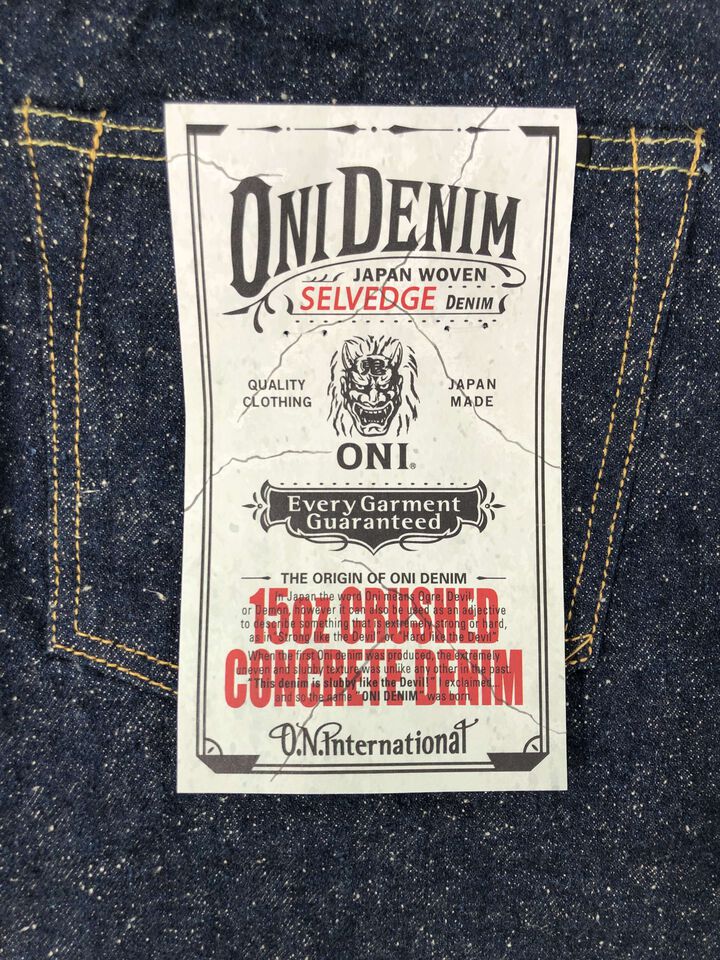 ONI DENIM
JAPAN WOVEN
SELVEDGE DENIM
QUALITY
CLOTHING
JAPAN
MADE
ONI®
Every Garment
Guaranteed
THE ORIGIN OF ONI DENIM
In Japan the word Oni means Ogre, Devil,
or Demon, however it can also be used as an adjective
to describe something that is extremely strong or hard,
as in "Strong like the Devil" or "Hard like the Devil".
When the first Oni denim was produced, the extremely
uneven and slubby texture was unlike any other in the past.
"This denim is slubby like the Devil!" I exclaimed,
and so the name "ONI DENIM" was born.
CONCRETE DENIM
O.N.International